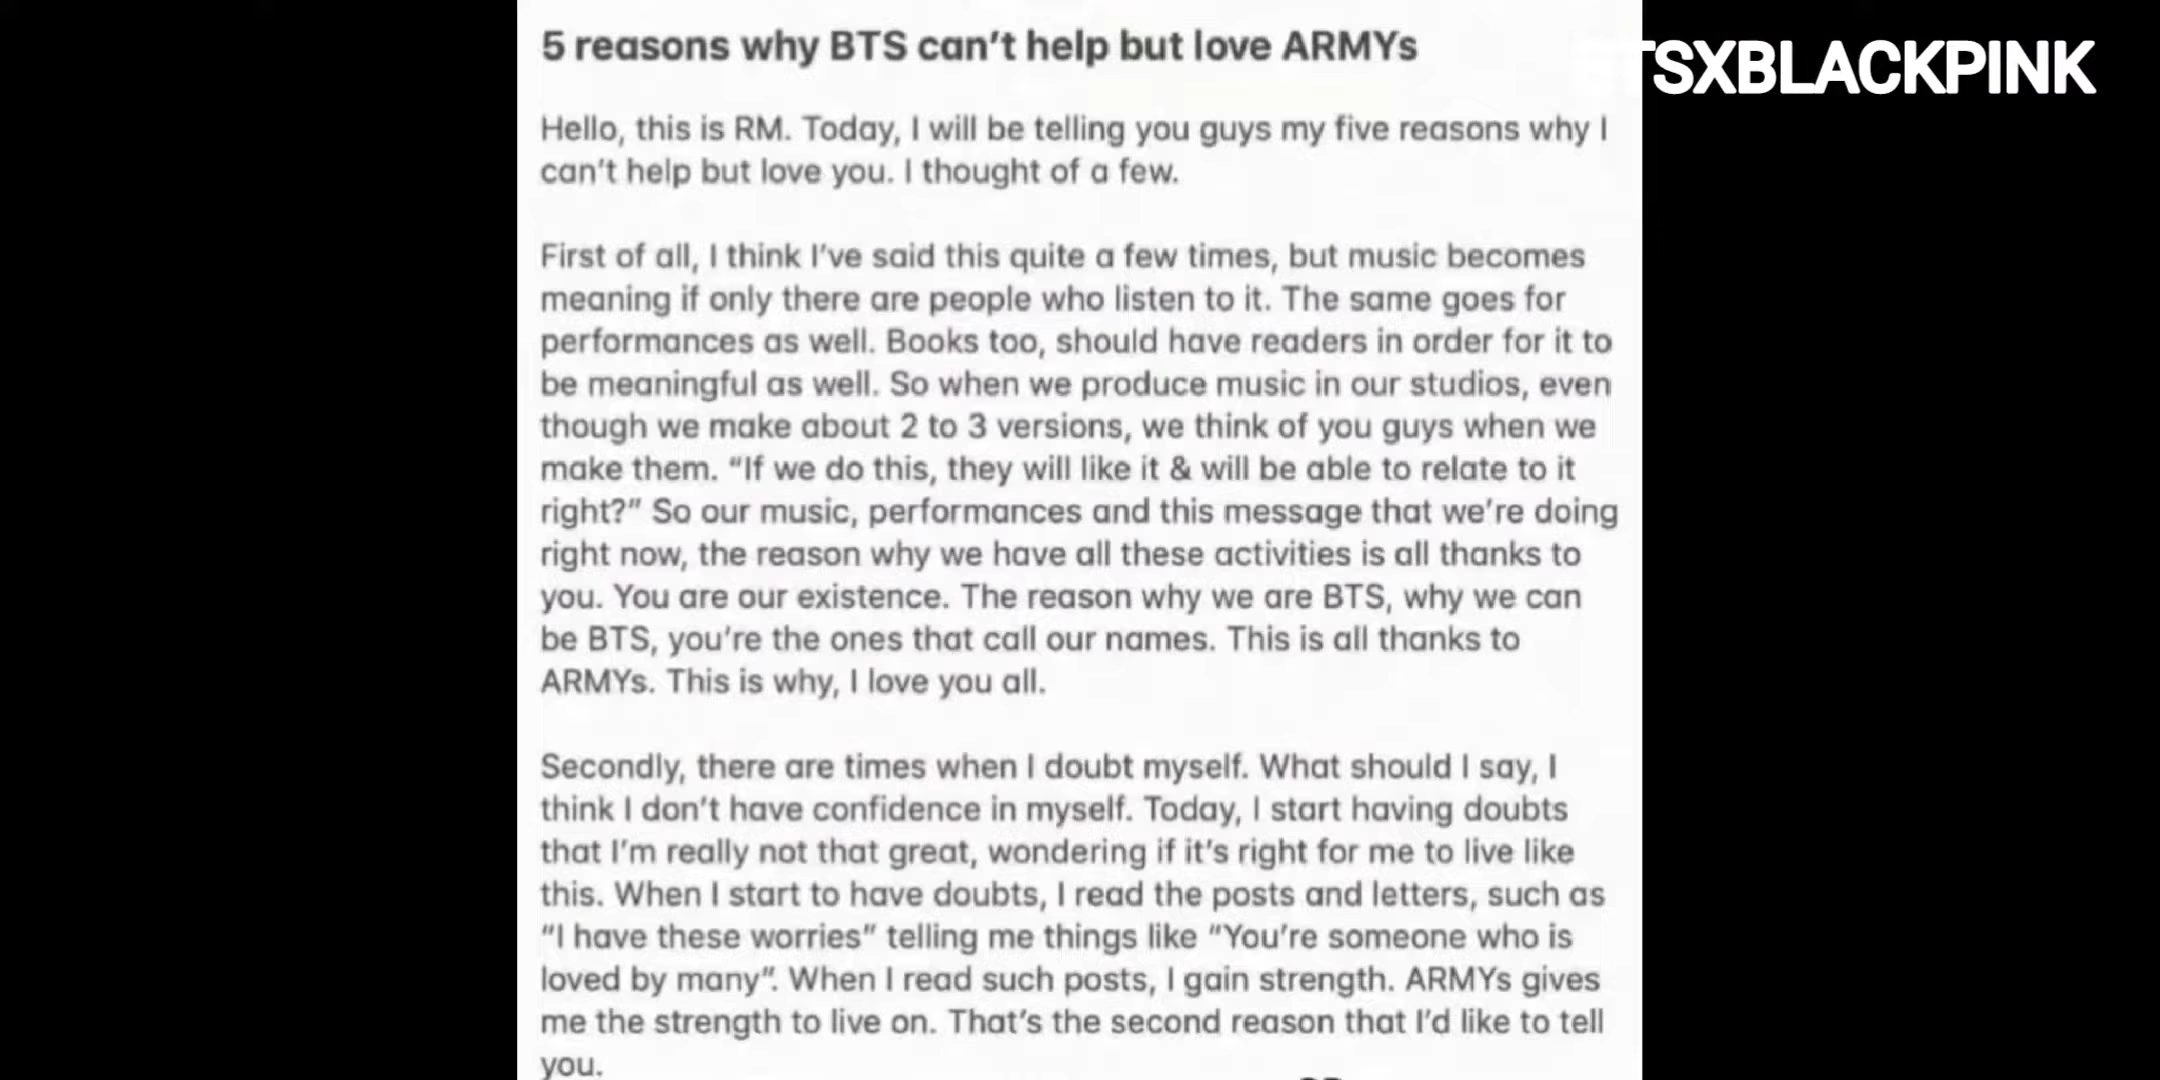 5 reasons why BTS can't help but love ARMYs
TSXBLACKPINK
Hello, this is RM. Today, I will be telling you guys my five reasons why I
can't help but love you. I thought of a few.
First of all, I think I've said this quite a few times, but music becomes
meaning if only there are people who listen to it. The same goes for
performances as well. Books too, should have readers in order for it to
be meaningful as well. So when we produce music in our studios, even
though we make about 2 to 3 versions, we think of you guys when we
make them. “If we do this, they will like it & will be able to relate to it
right?” So our music, performances and this message that we're doing
right now, the reason why we have all these activities is all thanks to
you. You are our existence. The reason why we are BTS, why we can
be BTS, you're the ones that call our names. This is all thanks to
ARMYs. This is why, I love you all.
Secondly, there are times when I doubt myself. What should I say, I
think I don't have confidence in myself. Today, I start having doubts
that I'm really not that great, wondering if it's right for me to live like
this. When I start to have doubts, I read the posts and letters, such as
“I have these worries” telling me things like “You're someone who is
loved by many”. When I read such posts, I gain strength. ARMYs gives
me the strength to live on. That's the second reason that I'd like to tell
you.